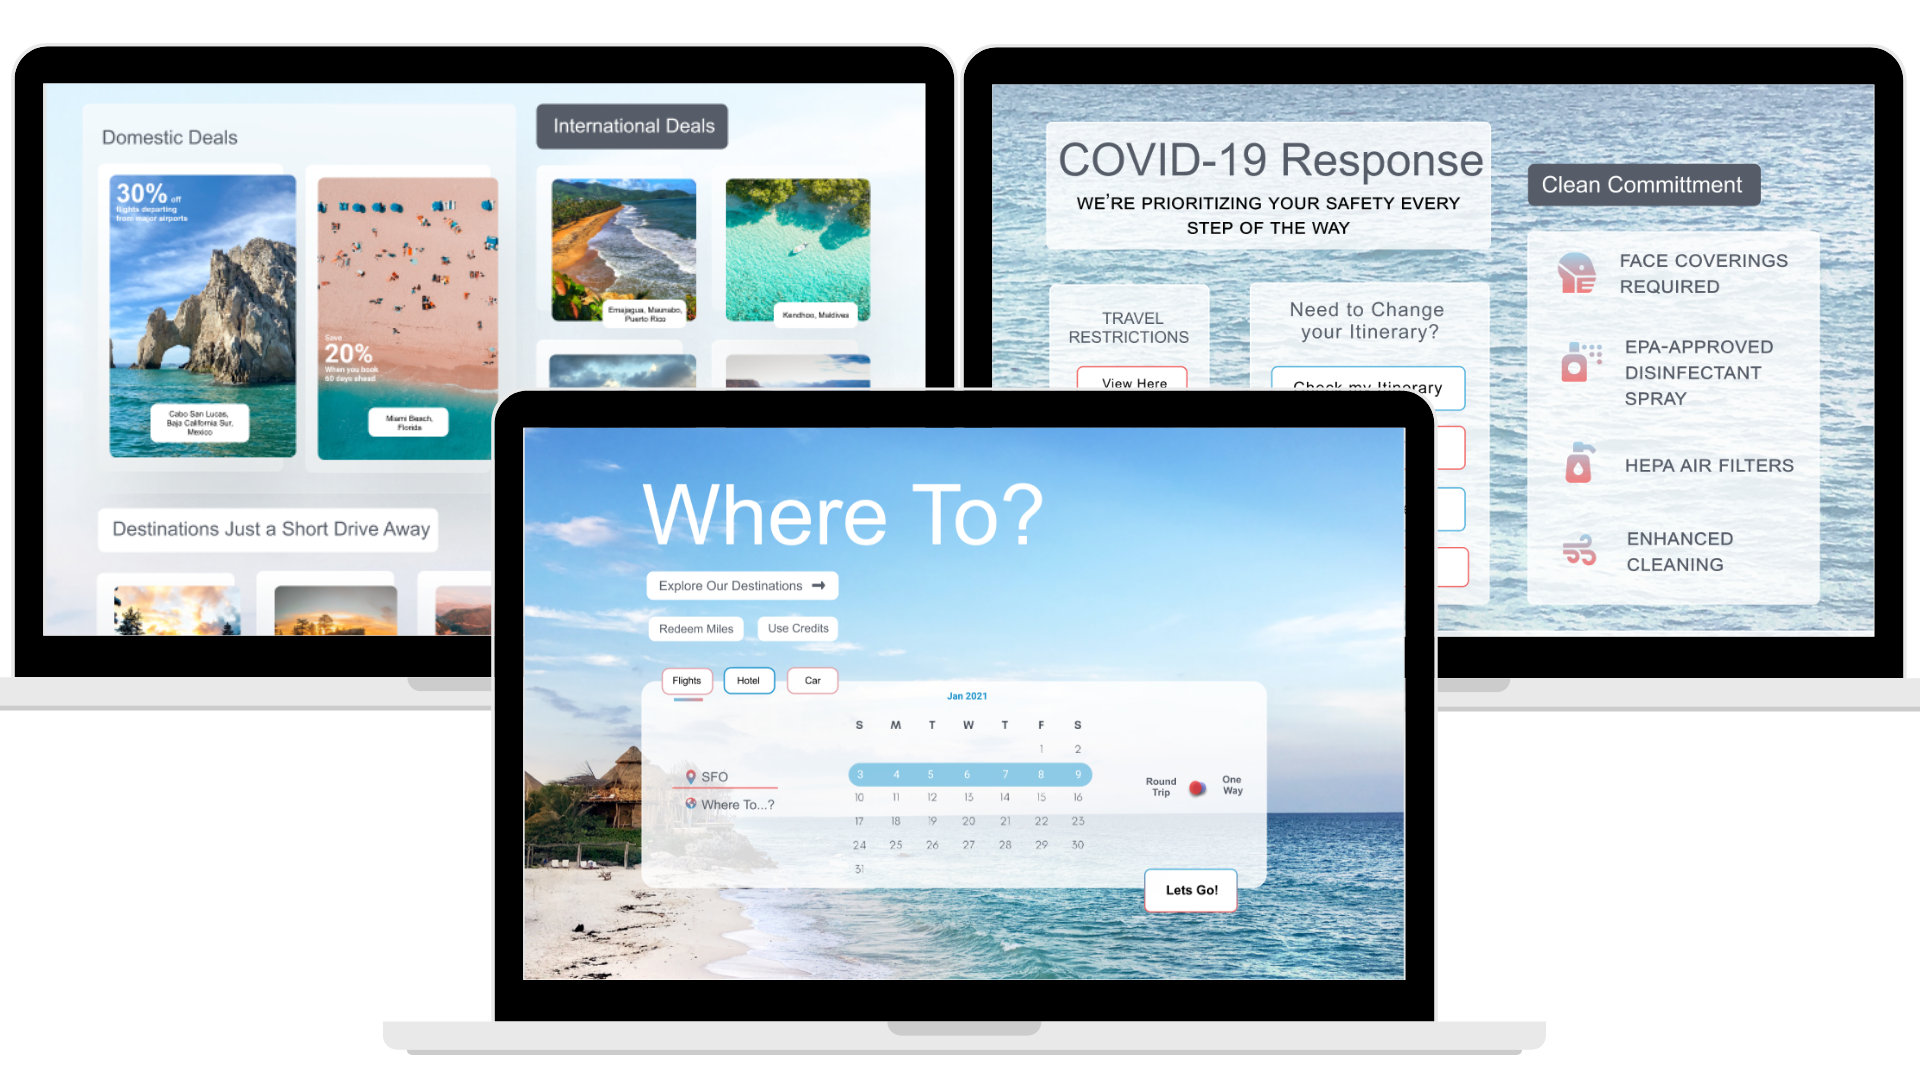 Domestic Deals
30% off
flights departing
from major airports
Cabo San Lucas,
Baja California Sur,
Mexico
Save
20%
When you book
60 days ahead
Miami Beach,
Florida
International Deals
Emajagua, Maunabo,
Puerto Rico
Kendhoo, Maldives
Destinations Just a Short Drive Away
COVID-19 Response
WE'RE PRIORITIZING YOUR SAFETY EVERY
STEP OF THE WAY
TRAVEL
RESTRICTIONS
View Here
Need to Change
your Itinerary?
Check my Itinerary
Clean Committment
FACE COVERINGS
REQUIRED
EPA-APPROVED
DISINFECTANT
SPRAY
HEPA AIR FILTERS
ENHANCED
CLEANING
Where To?
Explore Our Destinations
Redeem Miles Use Credits
Flights Hotel Car
Jan 2021
S M T W T F S
1 2
3 4 5 6 7 8 9
10 11 12 13 14 15 16
17 18 19 20 21 22 23
24 25 26 27 28 29 30
31
SFO
Where To...?
Round
Trip
One
Way
Lets Go!